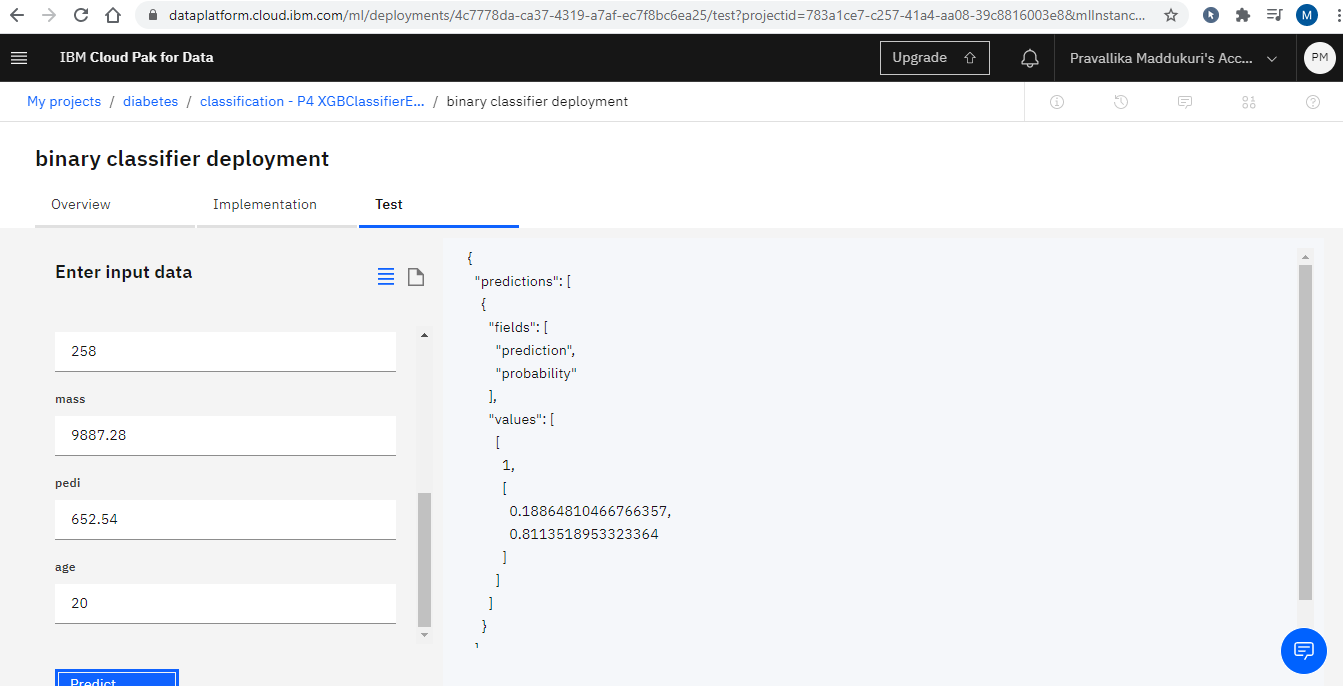 dataplatform.cloud.ibm.com/ml/deployments/4c7778da-ca37-4319-a7af-ec7f8bc6ea25/test?projectid=783a1ce7-c257-41a4-aa08-39c8816003e8&mlInstanc...
M
IBM Cloud Pak for Data
Upgrade
Pravallika Maddukuri's Acc...
PM
My projects / diabetes / classification - P4 XGBClassifierE... / binary classifier deployment
binary classifier deployment
Overview
Implementation
Test
Enter input data
258
mass
9887.28
pedi
652.54
age
20
Predict
{
"predictions": [
{
"fields": [
"prediction",
"probability"
],
"values": [
[
1,
[
0.18864810466766357,
0.8113518953323364
]
]
]
}
]